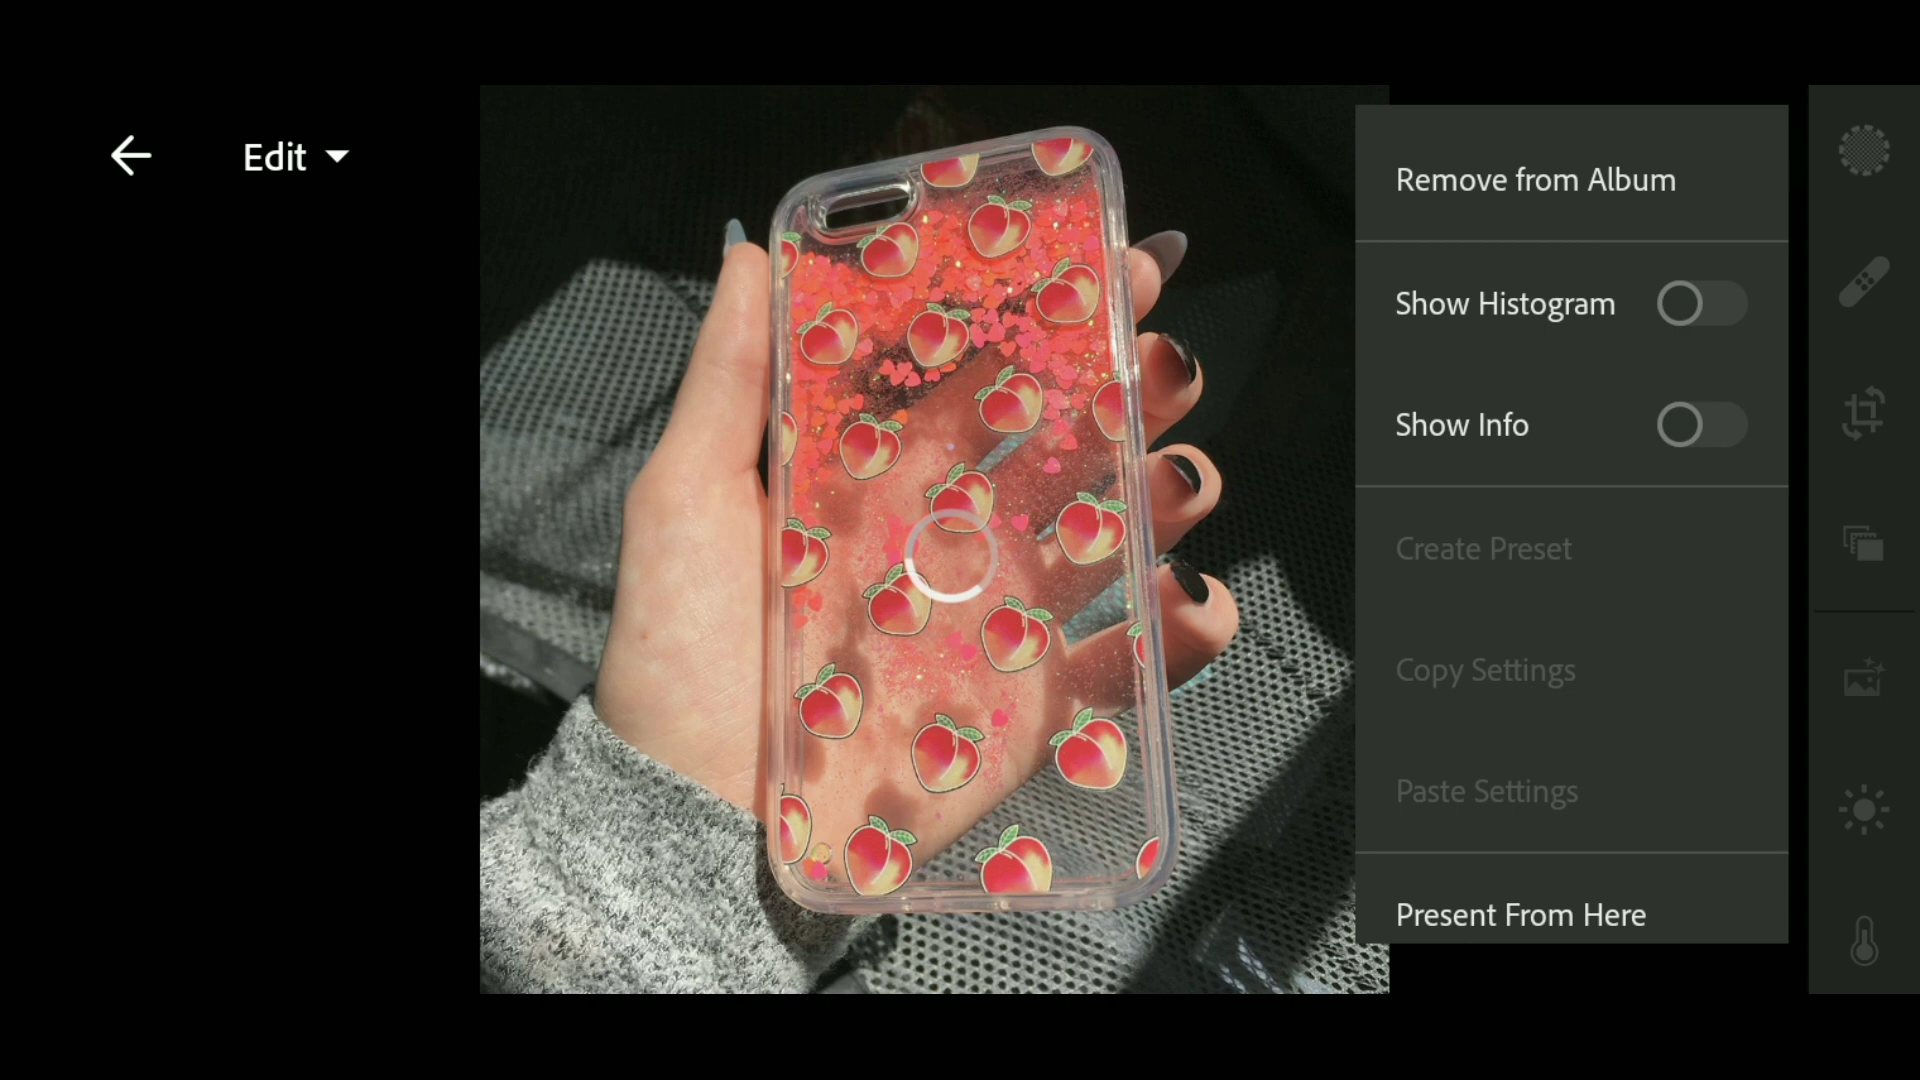 Edit
Remove from Album
Show Histogram
Show Info
Create Preset
Copy Settings
Paste Settings
Present From Here